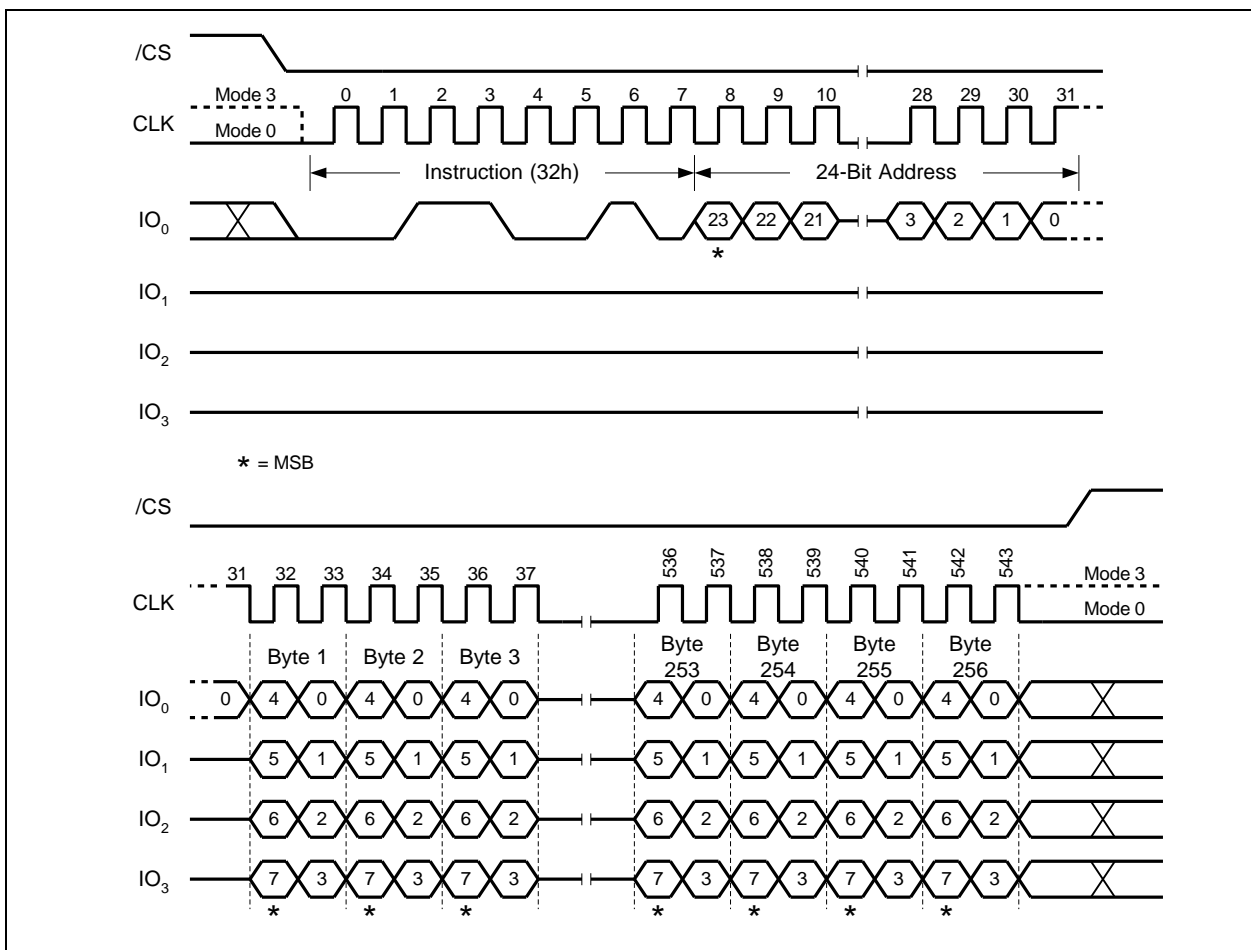 /CS
Mode 3 0 1 2 3 4 5 6 7 8 9 10 28 29 30 31
CLK
Mode 0
Instruction (32h) 24-Bit Address
IO0 23 22 21 3 2 1 0
*
IO1
IO2
IO3
* = MSB
/CS
31 32 33 34 35 36 37 536 537 538 539 540 541 542 543 Mode 3
CLK Mode 0
Byte 1 Byte 2 Byte 3 Byte 253 Byte 254 Byte 255 Byte 256
IO0 0 4 0 4 0 4 0 4 0 4 0 4 0 4 0
IO1 5 1 5 1 5 1 5 1 5 1 5 1 5 1
IO2 6 2 6 2 6 2 6 2 6 2 6 2 6 2
IO3 7 3 7 3 7 3 7 3 7 3 7 3 7 3
* * * * * * *